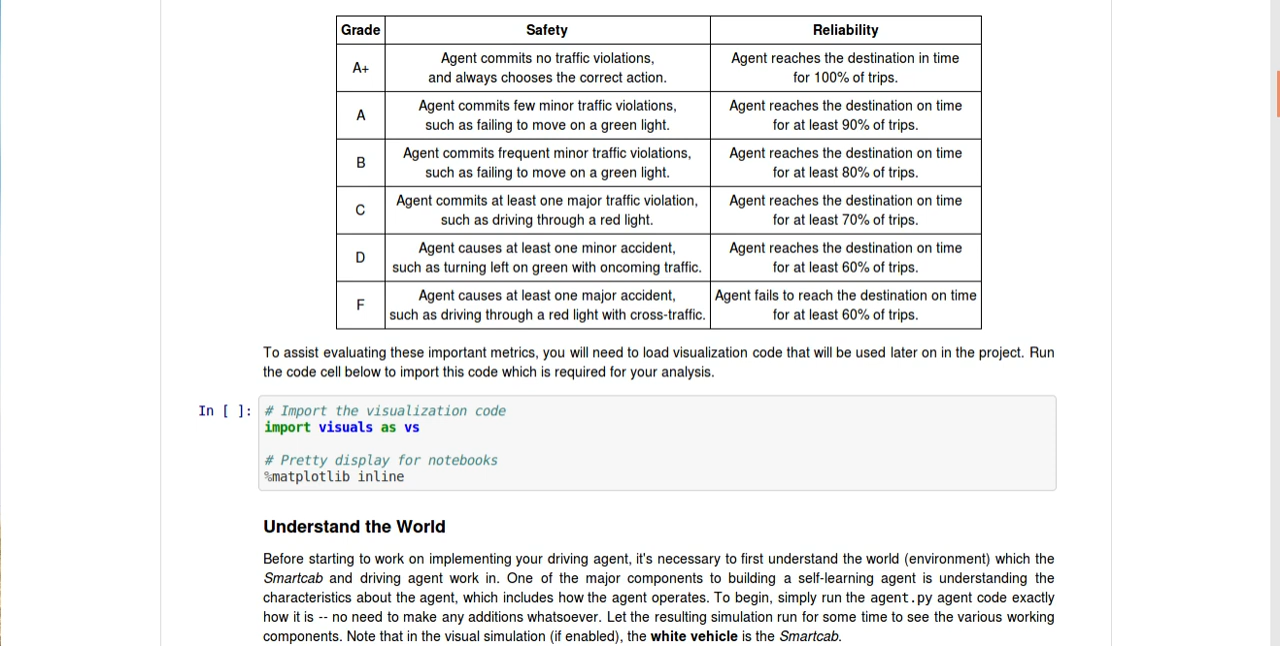 Grade Safety Reliability
A+ Agent commits no traffic violations, Agent reaches the destination in time
and always chooses the correct action. for 100% of trips.
A Agent commits few minor traffic violations, Agent reaches the destination on time
such as failing to move on a green light. for at least 90% of trips.
B Agent commits frequent minor traffic violations, Agent reaches the destination on time
such as failing to move on a green light. for at least 80% of trips.
C Agent commits at least one major traffic violation, Agent reaches the destination on time
such as driving through a red light. for at least 70% of trips.
D Agent causes at least one minor accident, Agent reaches the destination on time
such as turning left on green with oncoming traffic. for at least 60% of trips.
F Agent causes at least one major accident, Agent fails to reach the destination on time
such as driving through a red light with cross-traffic. for at least 60% of trips.
To assist evaluating these important metrics, you will need to load visualization code that will be used later on in the project. Run
the code cell below to import this code which is required for your analysis.
In [ ]: # Import the visualization code
import visuals as vs
# Pretty display for notebooks
%matplotlib inline
Understand the World
Before starting to work on implementing your driving agent, it's necessary to first understand the world (environment) which the
Smartcab and driving agent work in. One of the major components to building a self-learning agent is understanding the
characteristics about the agent, which includes how the agent operates. To begin, simply run the agent.py agent code exactly
how it is -- no need to make any additions whatsoever. Let the resulting simulation run for some time to see the various working
components. Note that in the visual simulation (if enabled), the white vehicle is the Smartcab.